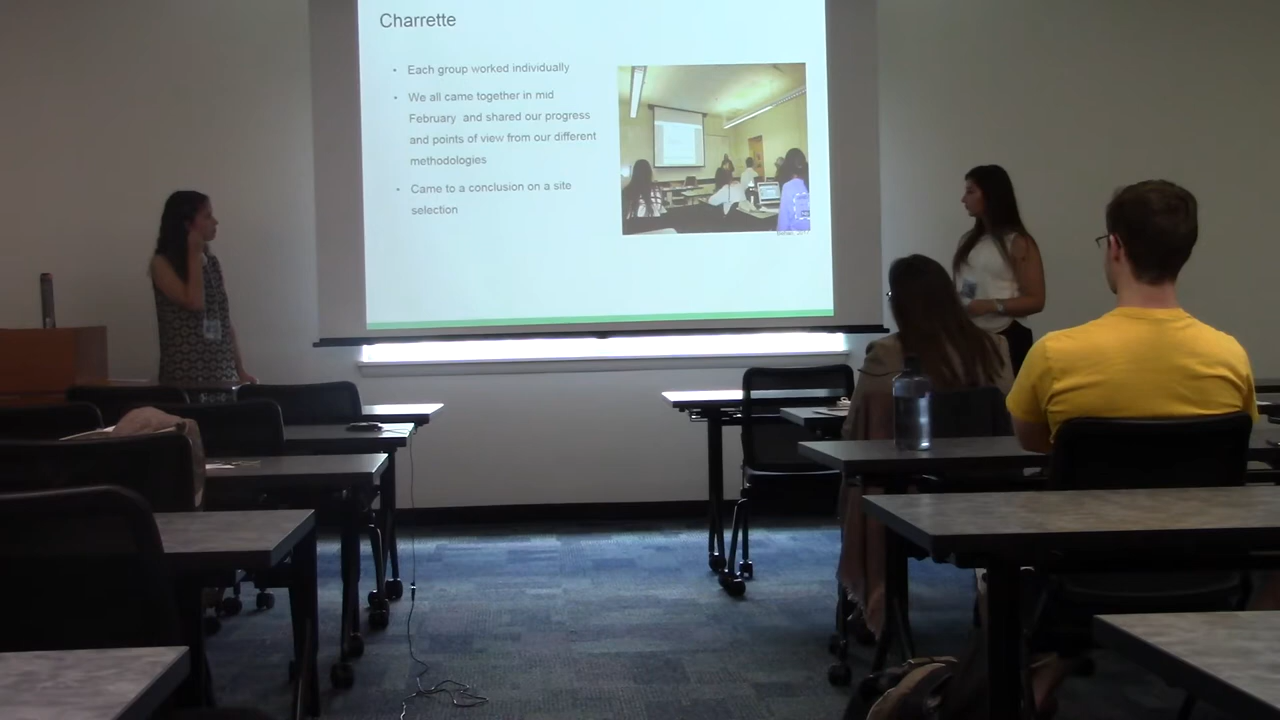 Charrette
• Each group worked individually
• We all came together in mid
February and shared our progress
and points of view from our different
methodologies
• Came to a conclusion on a site
selection